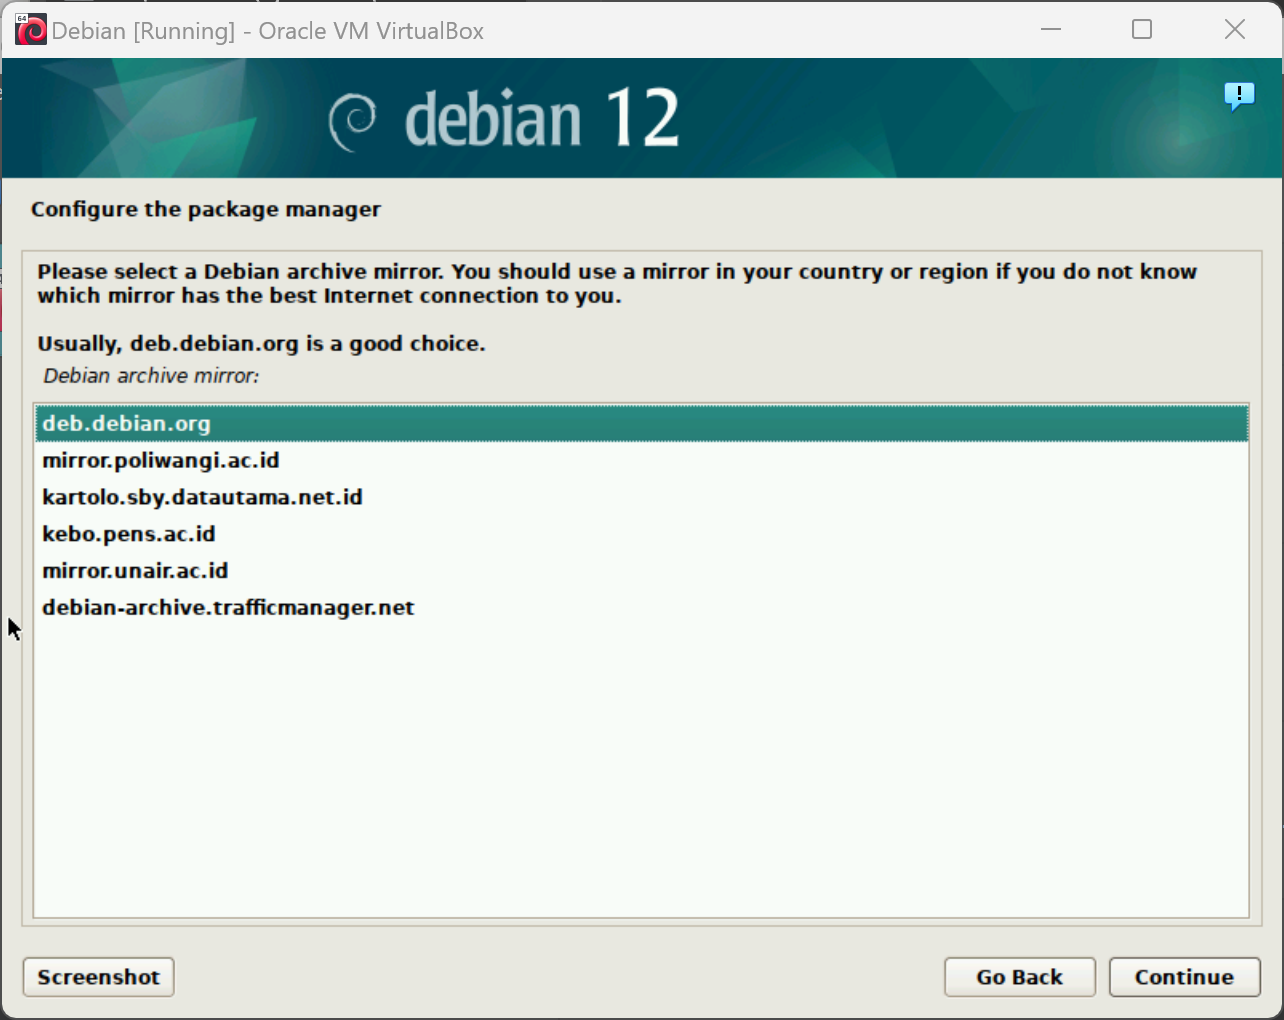 64
Debian [Running] - Oracle VM VirtualBox
debian 12
!
Configure the package manager
Please select a Debian archive mirror. You should use a mirror in your country or region if you do not know
which mirror has the best Internet connection to you.
Usually, deb.debian.org is a good choice.
Debian archive mirror:
deb.debian.org
mirror.poliwangi.ac.id
kartolo.sby.datautama.net.id
kebo.pens.ac.id
mirror.unair.ac.id
debian-archive.trafficmanager.net
Screenshot
Go Back
Continue